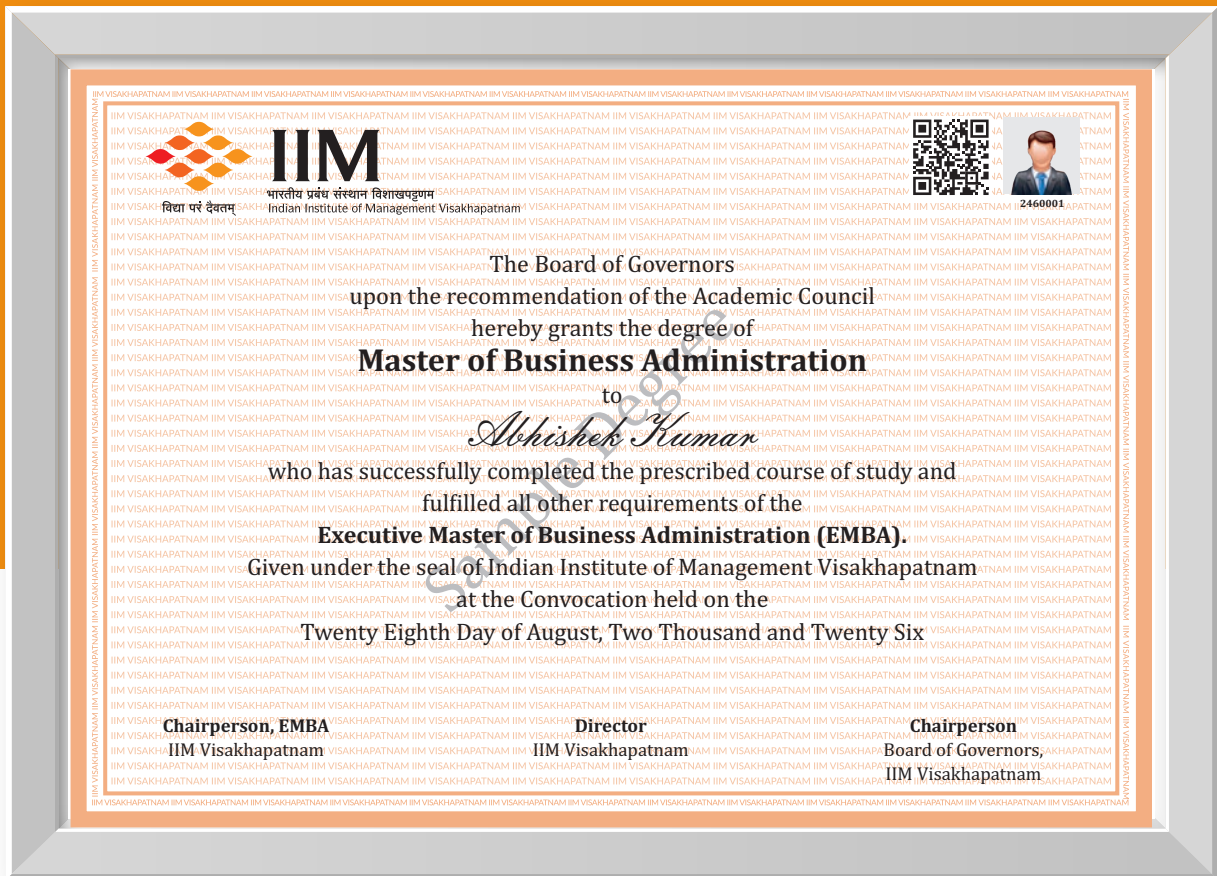 IIM
भारतीय प्रबंध संस्थान विशाखपट्टणम
Indian Institute of Management Visakhapatnam
विद्या परं दैवतम्
2460001
The Board of Governors
upon the recommendation of the Academic Council
hereby grants the degree of
Master of Business Administration
to
Abhishek Kumar
who has successfully completed the prescribed course of study and
fulfilled all other requirements of the
Executive Master of Business Administration (EMBA).
Given under the seal of Indian Institute of Management Visakhapatnam
at the Convocation held on the
Twenty Eighth Day of August, Two Thousand and Twenty Six
Sample Degree
Chairperson, EMBA
IIM Visakhapatnam
Director
IIM Visakhapatnam
Chairperson
Board of Governors,
IIM Visakhapatnam
IIM VISAKHAPATNAM